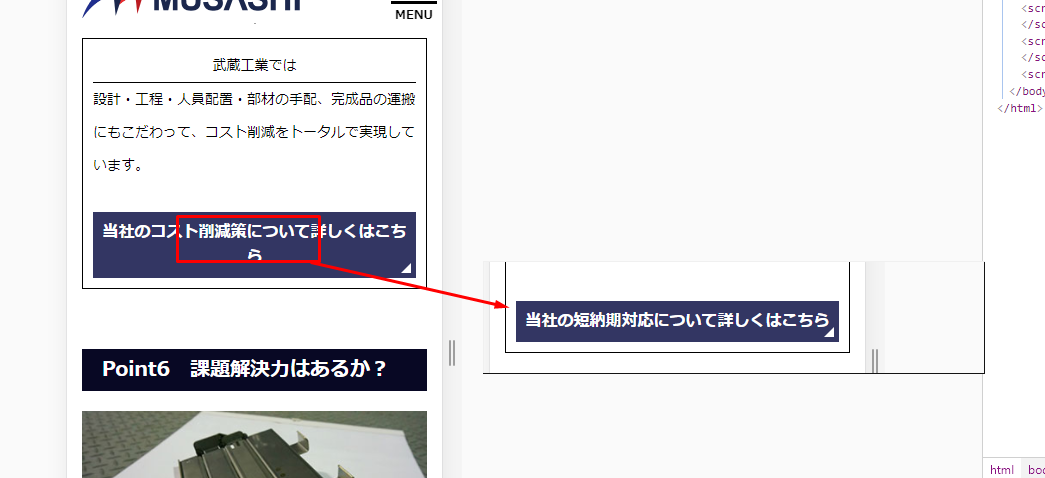 MUSASHI
MENU
武蔵工業では
設計・工程・人員配置・部材の手配、完成品の運搬
にもこだわって、コスト削減をトータルで実現して
います。
当社のコスト削減策について詳しくはこち
ら
Point6　課題解決力はあるか？
当社の短納期対応について詳しくはこちら
<scr
</sc
<scr
</sc
<scr
</body
</html>
html
boo